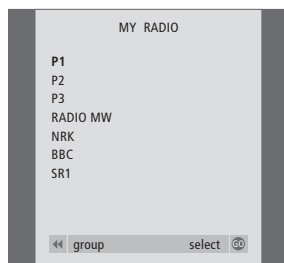 MY RADIO
P1
P2
P3
RADIO MW
NRK
BBC
SR1
group select GO